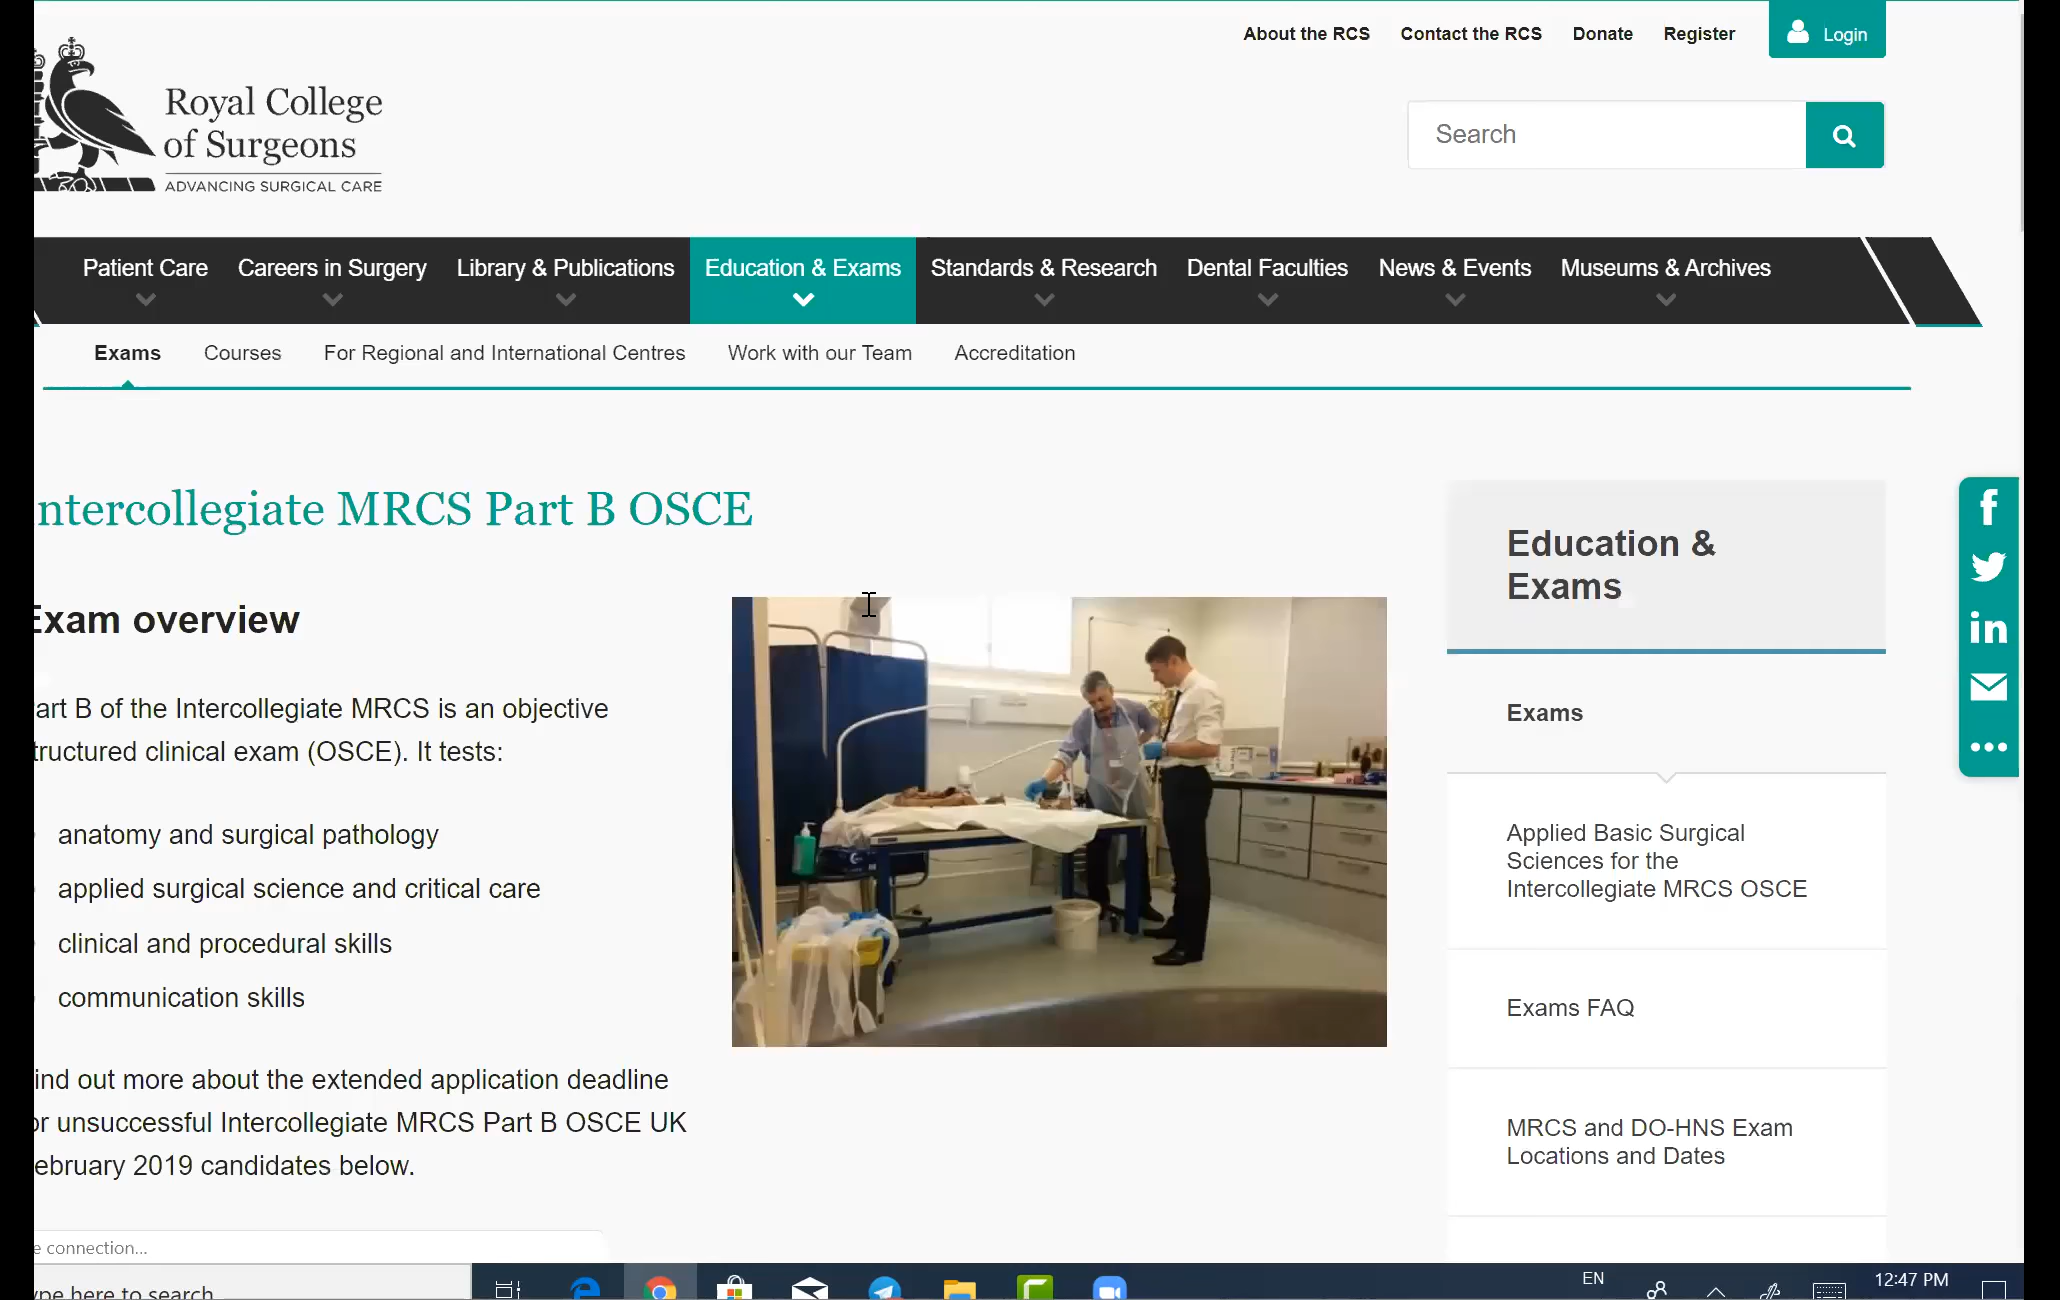 About the RCS Contact the RCS Donate Register Login
Royal College
of Surgeons
ADVANCING SURGICAL CARE
Search
Patient Care Careers in Surgery Library & Publications Education & Exams Standards & Research Dental Faculties News & Events Museums & Archives
Exams Courses For Regional and International Centres Work with our Team Accreditation
ntercollegiate MRCS Part B OSCE
Exam overview
art B of the Intercollegiate MRCS is an objective
tructured clinical exam (OSCE). It tests:
anatomy and surgical pathology
applied surgical science and critical care
clinical and procedural skills
communication skills
ind out more about the extended application deadline
or unsuccessful Intercollegiate MRCS Part B OSCE UK
ebruary 2019 candidates below.
Education &
Exams
Exams
Applied Basic Surgical
Sciences for the
Intercollegiate MRCS OSCE
Exams FAQ
MRCS and DO-HNS Exam
Locations and Dates
e connection...
ype here to search
EN
12:47 PM